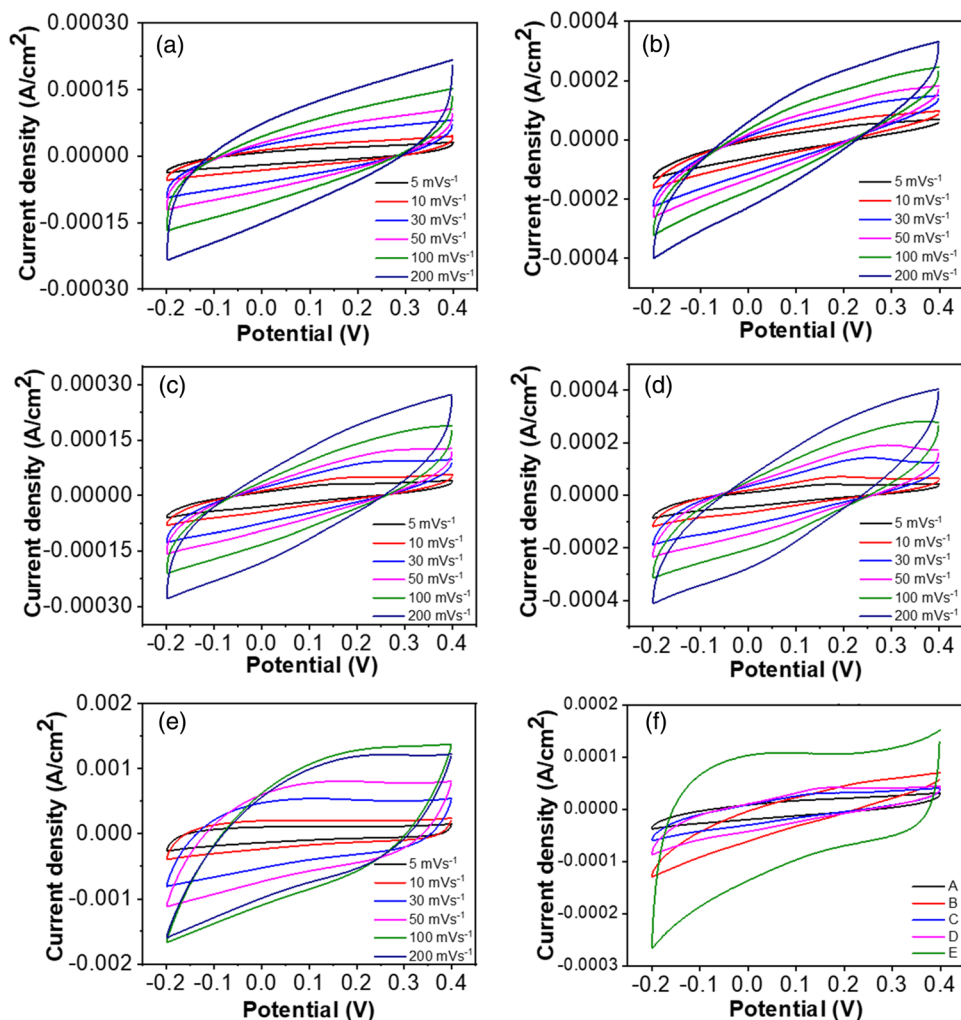 (a)
Current density (A/cm²)
0.00030
0.00015
0.00000
-0.00015
-0.00030
5 mVs⁻¹
10 mVs⁻¹
30 mVs⁻¹
50 mVs⁻¹
100 mVs⁻¹
200 mVs⁻¹
-0.2 -0.1 0.0 0.1 0.2 0.3 0.4
Potential (V)
(b)
Current density (A/cm²)
0.0004
0.0002
0.0000
-0.0002
-0.0004
5 mVs⁻¹
10 mVs⁻¹
30 mVs⁻¹
50 mVs⁻¹
100 mVs⁻¹
200 mVs⁻¹
-0.2 -0.1 0.0 0.1 0.2 0.3 0.4
Potential (V)
(c)
Current density (A/cm²)
0.00030
0.00015
0.00000
-0.00015
-0.00030
5 mVs⁻¹
10 mVs⁻¹
30 mVs⁻¹
50 mVs⁻¹
100 mVs⁻¹
200 mVs⁻¹
-0.2 -0.1 0.0 0.1 0.2 0.3 0.4
Potential (V)
(d)
Current density (A/cm²)
0.0004
0.0002
0.0000
-0.0002
-0.0004
5 mVs⁻¹
10 mVs⁻¹
30 mVs⁻¹
50 mVs⁻¹
100 mVs⁻¹
200 mVs⁻¹
-0.2 -0.1 0.0 0.1 0.2 0.3 0.4
Potential (V)
(e)
Current density (A/cm²)
0.002
0.001
0.000
-0.001
-0.002
5 mVs⁻¹
10 mVs⁻¹
30 mVs⁻¹
50 mVs⁻¹
100 mVs⁻¹
200 mVs⁻¹
-0.2 -0.1 0.0 0.1 0.2 0.3 0.4
Potential (V)
(f)
Current density (A/cm²)
0.0002
0.0001
0.0000
-0.0001
-0.0002
-0.0003
A
B
C
D
E
-0.2 -0.1 0.0 0.1 0.2 0.3 0.4
Potential (V)